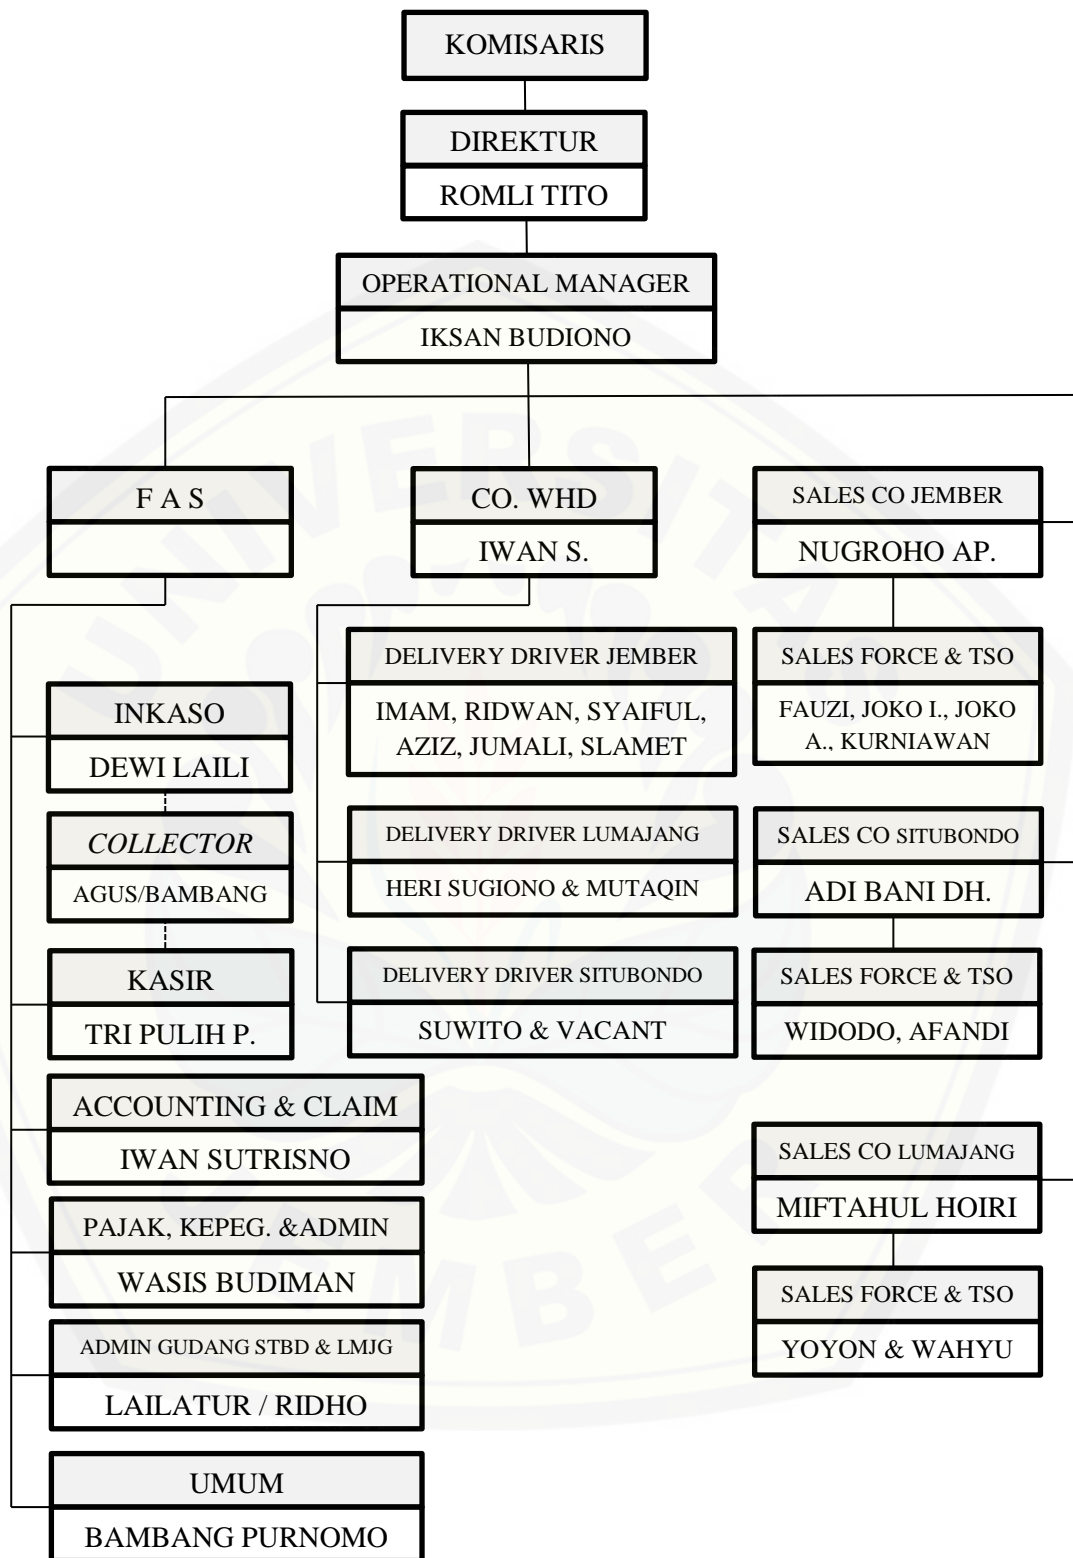 KOMISARIS
DIREKTUR
ROMLI TITO
OPERATIONAL MANAGER
IKSAN BUDIONO
F A S
INKASO
DEWI LAILI
COLLECTOR
AGUS/BAMBANG
KASIR
TRI PULIH P.
ACCOUNTING & CLAIM
IWAN SUTRISNO
PAJAK, KEPEG. &ADMIN
WASIS BUDIMAN
ADMIN GUDANG STBD & LMJG
LAILATUR / RIDHO
UMUM
BAMBANG PURNOMO
CO. WHD
IWAN S.
DELIVERY DRIVER JEMBER
IMAM, RIDWAN, SYAIFUL,
AZIZ, JUMALI, SLAMET
DELIVERY DRIVER LUMAJANG
HERI SUGIONO & MUTAQIN
DELIVERY DRIVER SITUBONDO
SUWITO & VACANT
SALES CO JEMBER
NUGROHO AP.
SALES FORCE & TSO
FAUZI, JOKO I., JOKO
A., KURNIAWAN
SALES CO SITUBONDO
ADI BANI DH.
SALES FORCE & TSO
WIDODO, AFANDI
SALES CO LUMAJANG
MIFTAHUL HOIRI
SALES FORCE & TSO
YOYON & WAHYU
UNIVERSITAS
JEMBER